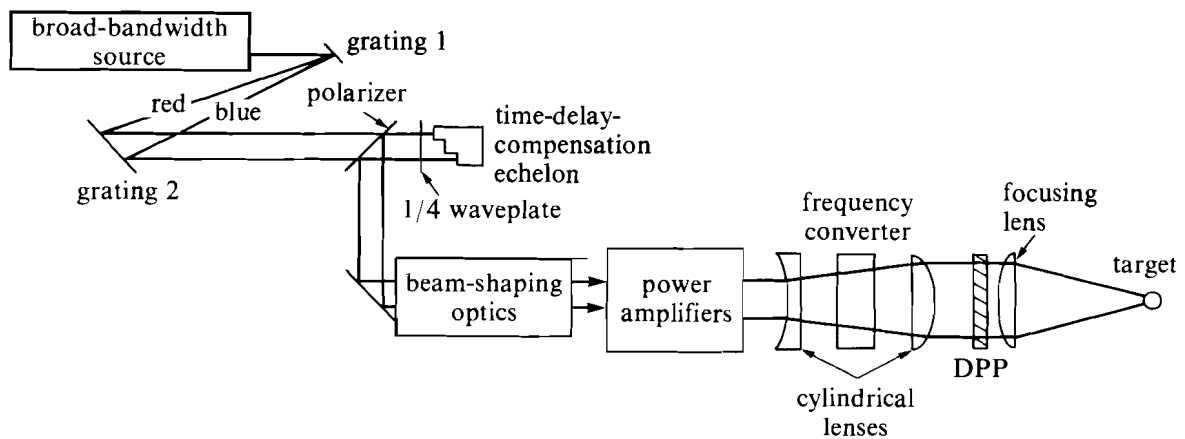 broad-bandwidth
source
grating 1
red
blue
polarizer
time-delay-
compensation
echelon
grating 2
1/4 waveplate
frequency
converter
focusing
lens
target
beam-shaping
optics
power
amplifiers
DPP
cylindrical
lenses